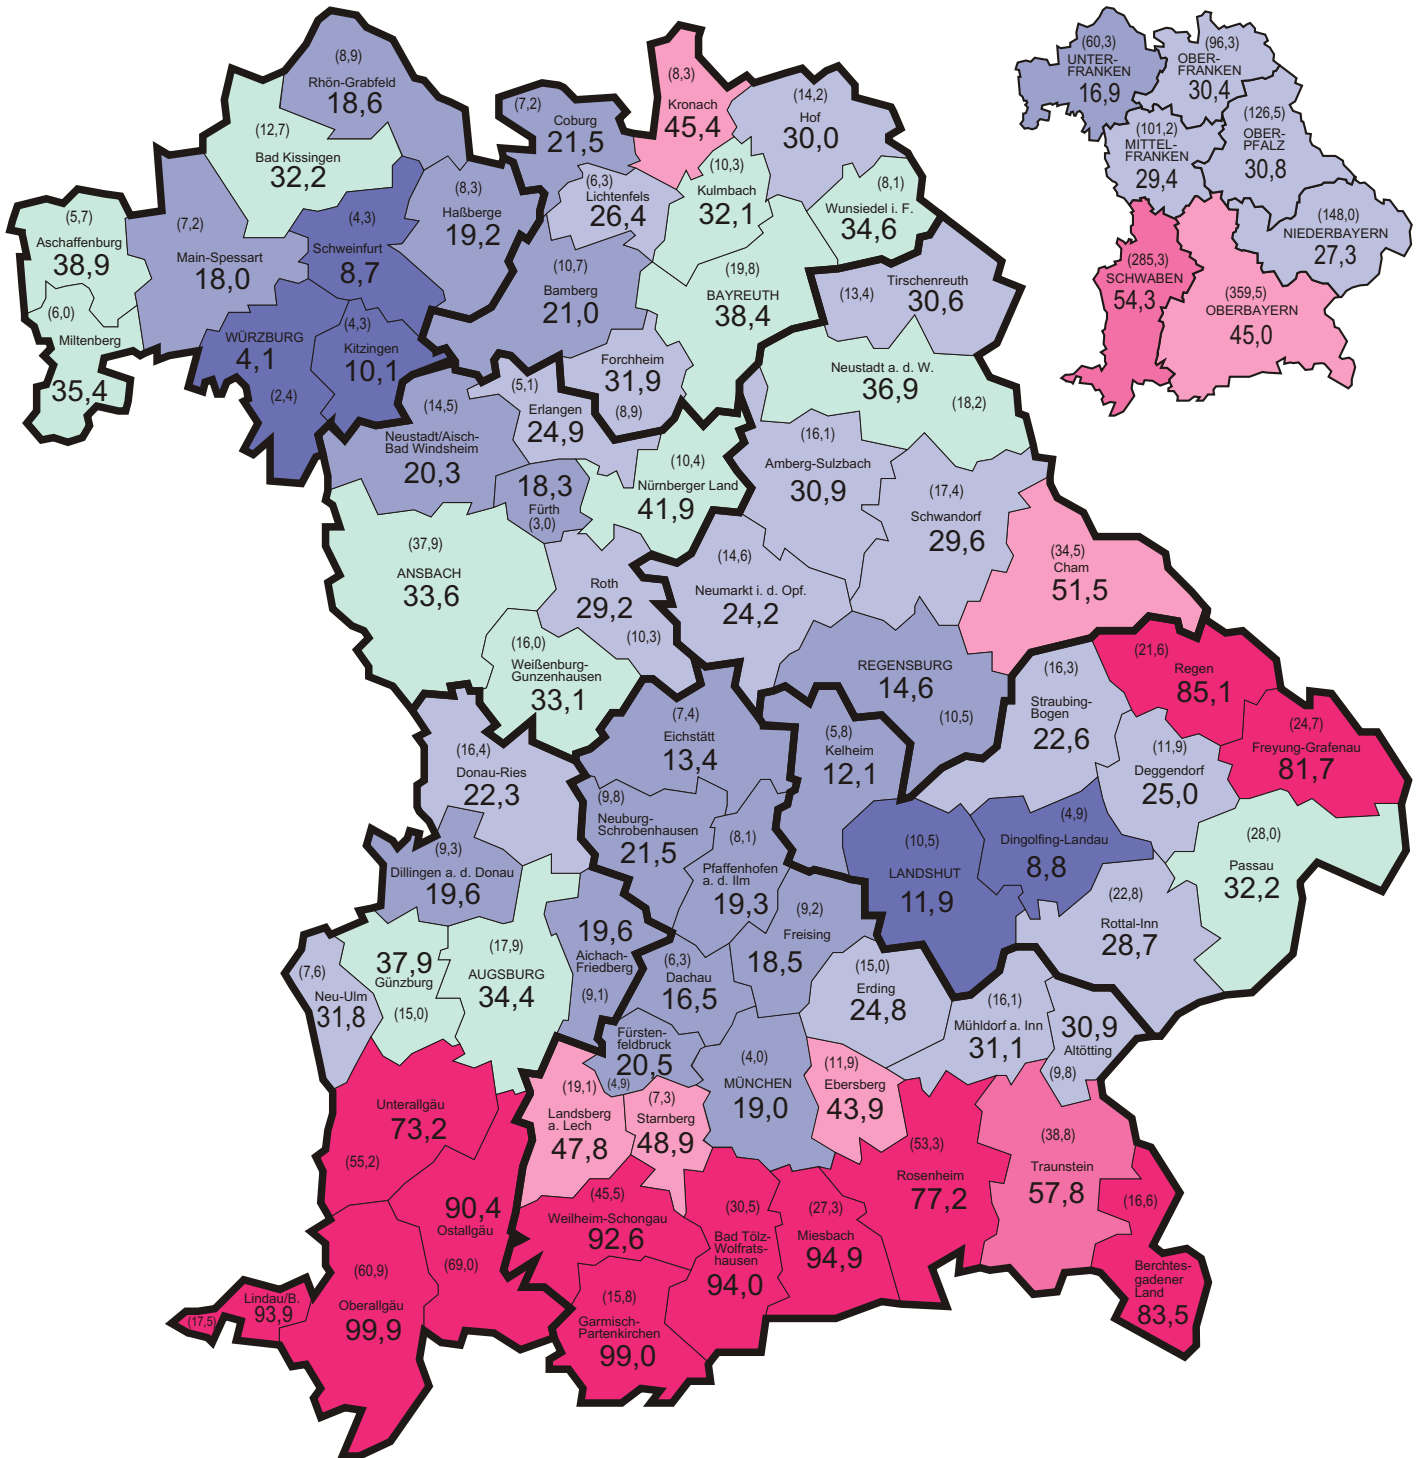 (8,9)
Rhön-Grabfeld
18,6
(12,7)
Bad Kissingen
32,2
(5,7)
Aschaffenburg
38,9
(6,0)
Miltenberg
35,4
(7,2)
Main-Spessart
18,0
(4,3)
Schweinfurt
8,7
(8,3)
Haßberge
19,2
WÜRZBURG
4,1
(2,4)
(4,3)
Kitzingen
10,1
(7,2)
Coburg
21,5
(8,3)
Kronach
45,4
(14,2)
Hof
30,0
(6,3)
Lichtenfels
26,4
(10,3)
Kulmbach
32,1
(8,1)
Wunsiedel i. F.
34,6
(10,7)
Bamberg
21,0
(19,8)
BAYREUTH
38,4
Forchheim
31,9
(8,9)
(13,4)
Tirschenreuth
30,6
Neustadt a. d. W.
36,9
(18,2)
(14,5)
Neustadt/Aisch-
Bad Windsheim
20,3
(5,1)
Erlangen
24,9
18,3
Fürth
(3,0)
(10,4)
Nürnberger Land
41,9
(16,1)
Amberg-Sulzbach
30,9
(17,4)
Schwandorf
29,6
(34,5)
Cham
51,5
(37,9)
ANSBACH
33,6
Roth
29,2
(10,3)
(14,6)
Neumarkt i. d. Opf.
24,2
(16,0)
Weißenburg-
Gunzenhausen
33,1
REGENSBURG
14,6
(10,5)
(16,3)
Straubing-
Bogen
22,6
(21,6)
Regen
85,1
(24,7)
Freyung-Grafenau
81,7
(11,9)
Deggendorf
25,0
(7,4)
Eichstätt
13,4
(5,8)
Kelheim
12,1
(16,4)
Donau-Ries
22,3
(9,8)
Neuburg-
Schrobenhausen
21,5
(8,1)
Pfaffenhofen
a. d. Ilm
19,3
(10,5)
LANDSHUT
11,9
(4,9)
Dingolfing-Landau
8,8
(28,0)
Passau
32,2
(22,8)
Rottal-Inn
28,7
(9,3)
Dillingen a. d. Donau
19,6
19,6
Aichach-
Friedberg
(9,1)
(9,2)
Freising
18,5
(7,6)
Neu-Ulm
31,8
37,9
Günzburg
(15,0)
(17,9)
AUGSBURG
34,4
(6,3)
Dachau
16,5
(15,0)
Erding
24,8
(16,1)
Mühldorf a. Inn
31,1
30,9
Altötting
(9,8)
Fürsten-
feldbruck
20,5
(4,9)
(4,0)
MÜNCHEN
19,0
(11,9)
Ebersberg
43,9
Unterallgäu
73,2
(55,2)
(19,1)
Landsberg
a. Lech
47,8
(7,3)
Starnberg
48,9
(53,3)
Rosenheim
77,2
(38,8)
Traunstein
57,8
(16,6)
Berchtes-
gadener
Land
83,5
90,4
Ostallgäu
(69,0)
(45,5)
Weilheim-Schongau
92,6
(30,5)
Bad Tölz-
Wolfrats-
hausen
94,0
(27,3)
Miesbach
94,9
(17,5)
Lindau/B.
93,9
(60,9)
Oberallgäu
99,9
(15,8)
Garmisch-
Partenkirchen
99,0
(60,3)
UNTER-
FRANKEN
16,9
(96,3)
OBER-
FRANKEN
30,4
(101,2)
MITTEL-
FRANKEN
29,4
(126,5)
OBER-
PFALZ
30,8
(148,0)
NIEDERBAYERN
27,3
(285,3)
SCHWABEN
54,3
(359,5)
OBERBAYERN
45,0